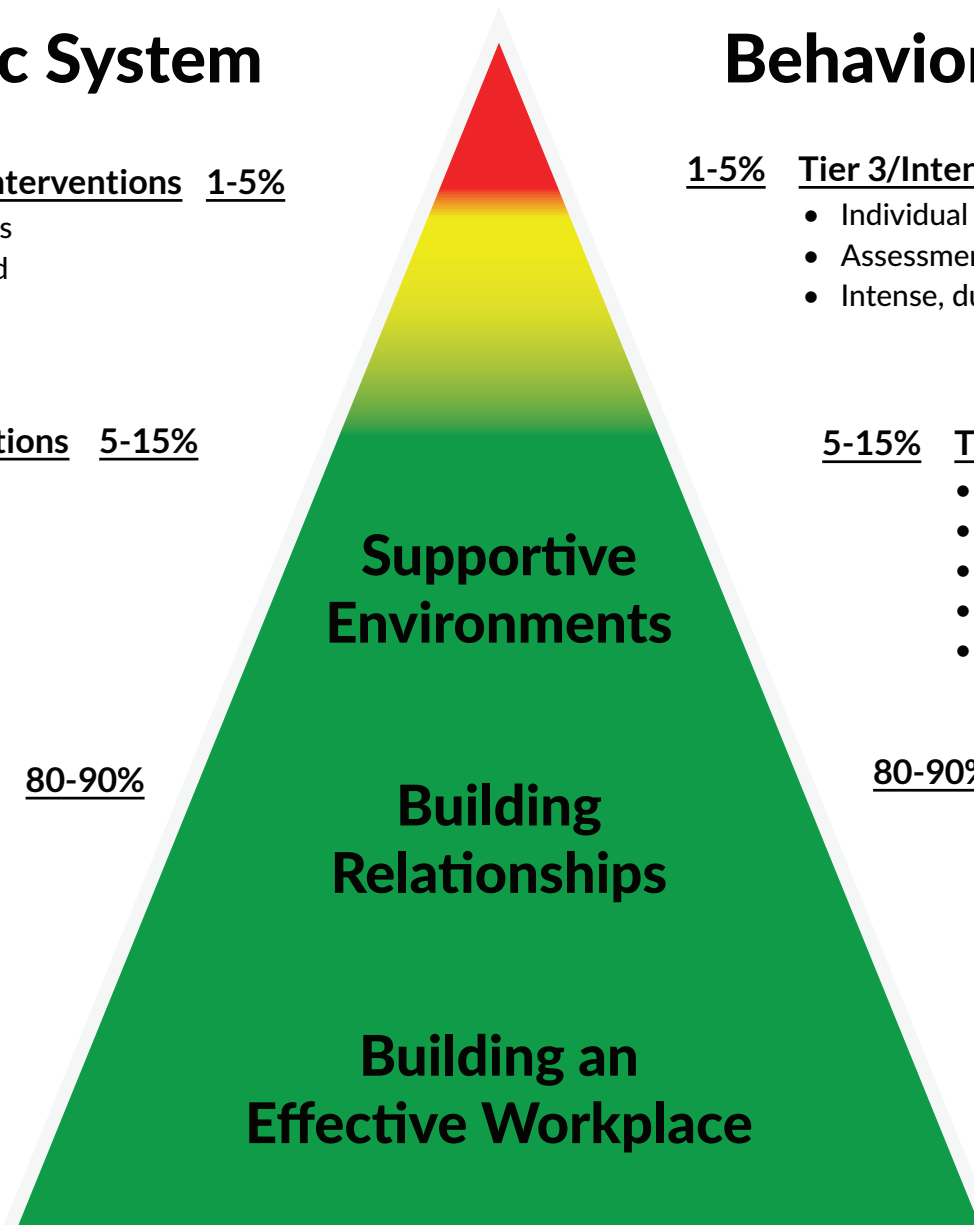 c System
Behavior
nterventions 1-5%
s
d
1-5% Tier 3/Inten
• Individual
• Assessmen
• Intense, du
tions 5-15%
5-15% T
•
•
•
•
•
Supportive
Environments
80-90%
80-90%
Building
Relationships
Building an
Effective Workplace